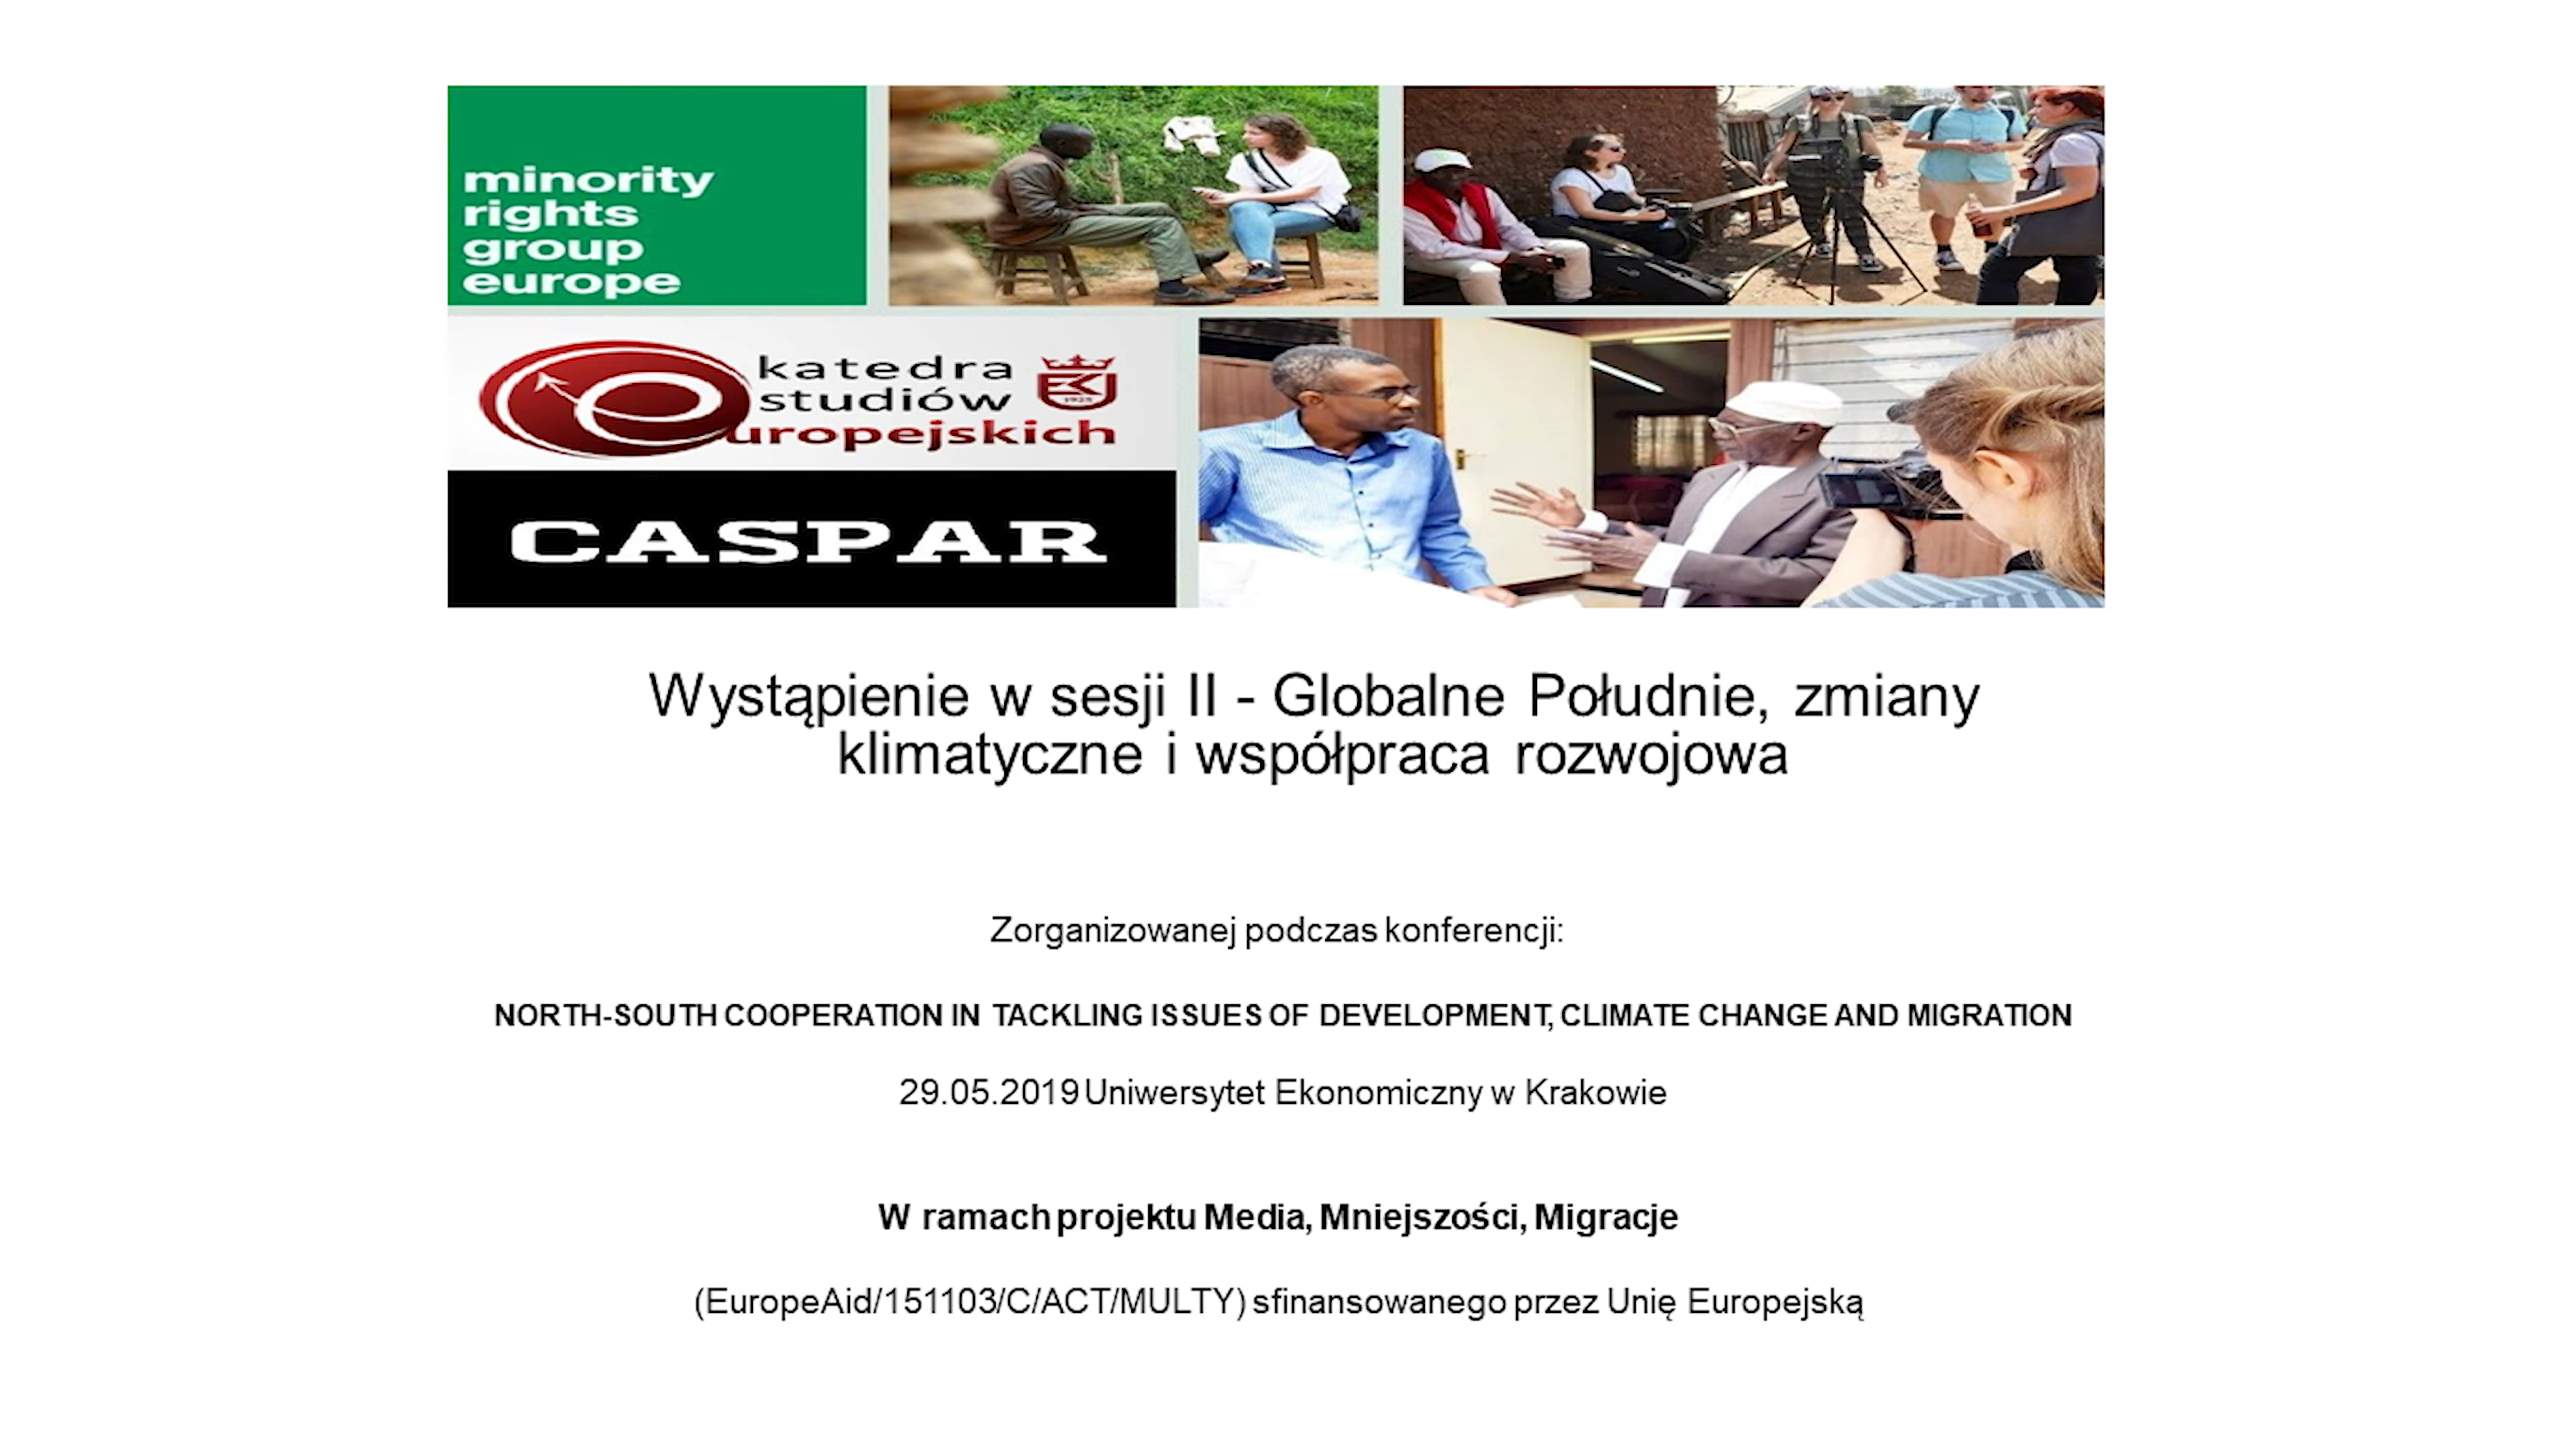 minority
rights
group
europe
katedra
studiów
europejskich
1925
CASPAR
Wystąpienie w sesji II - Globalne Południe, zmiany
klimatyczne i współpraca rozwojowa
Zorganizowanej podczas konferencji:
NORTH-SOUTH COOPERATION IN TACKLING ISSUES OF DEVELOPMENT, CLIMATE CHANGE AND MIGRATION
29.05.2019 Uniwersytet Ekonomiczny w Krakowie
W ramach projektu Media, Mniejszości, Migracje
(EuropeAid/151103/C/ACT/MULTY) sfinansowanego przez Unię Europejską